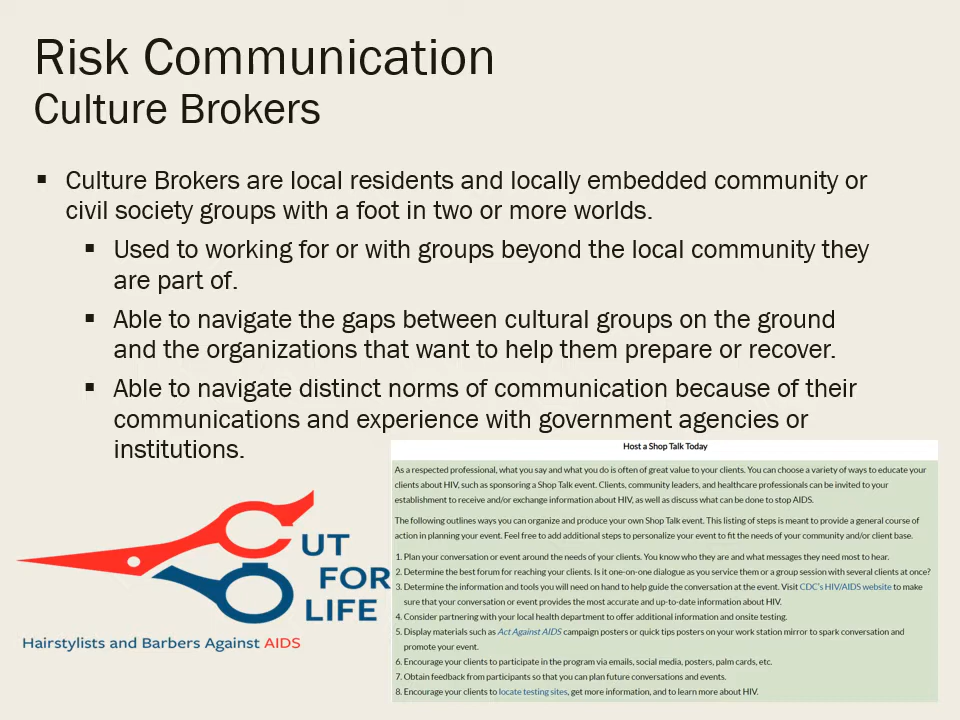 Risk Communication
Culture Brokers
▪ Culture Brokers are local residents and locally embedded community or
civil society groups with a foot in two or more worlds.
▪ Used to working for or with groups beyond the local community they
are part of.
▪ Able to navigate the gaps between cultural groups on the ground
and the organizations that want to help them prepare or recover.
▪ Able to navigate distinct norms of communication because of their
communications and experience with government agencies or
institutions.
CUT
FOR
LIFE
Hairstylists and Barbers Against AIDS
Host a Shop Talk Today
As a respected professional, what you say and what you do is often of great value to your clients. You can choose a variety of ways to educate your
clients about HIV, such as sponsoring a Shop Talk event. Clients, community leaders, and healthcare professionals can be invited to your
establishment to receive and/or exchange information about HIV, as well as discuss what can be done to stop AIDS.
The following outlines ways you can organize and produce your own Shop Talk event. This listing of steps is meant to provide a general course of
action in planning your event. Feel free to add additional steps to personalize your event to fit the needs of your community and/or client base.
1. Plan your conversation or event around the needs of your clients. You know who they are and what messages they need most to hear.
2. Determine the best forum for reaching your clients. Is it one-on-one dialogue as you service them or a group session with several clients at once?
3. Determine the information and tools you will need on hand to help guide the conversation at the event. Visit CDC's HIV/AIDS website to make
sure that your conversation or event provides the most accurate and up-to-date information about HIV.
4. Consider partnering with your local health department to offer additional information and onsite testing.
5. Display materials such as Act Against AIDS campaign posters or quick tips posters on your work station mirror to spark conversation and
promote your event.
6. Encourage your clients to participate in the program via emails, social media, posters, palm cards, etc.
7. Obtain feedback from participants so that you can plan future conversations and events.
8. Encourage your clients to locate testing sites, get more information, and to learn more about HIV.